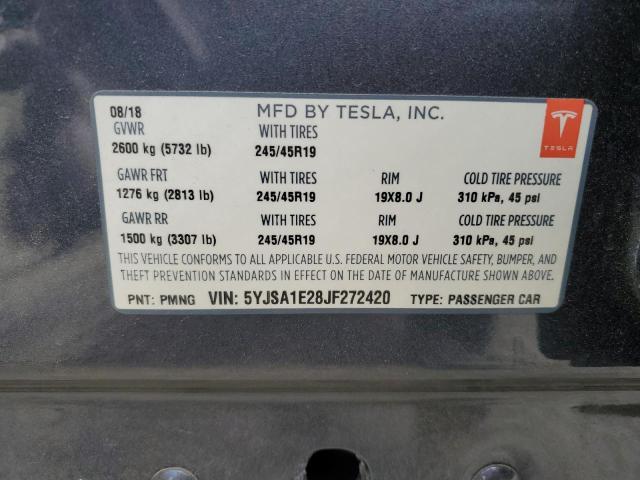 08/18 MFD BY TESLA, INC.
GVWR WITH TIRES
2600 kg (5732 lb) 245/45R19
TESLA
GAWR FRT WITH TIRES RIM COLD TIRE PRESSURE
1276 kg (2813 lb) 245/45R19 19X8.0 J 310 kPa, 45 psi
GAWR RR WITH TIRES RIM COLD TIRE PRESSURE
1500 kg (3307 lb) 245/45R19 19X8.0 J 310 kPa, 45 psi
THIS VEHICLE CONFORMS TO ALL APPLICABLE U.S. FEDERAL MOTOR VEHICLE SAFETY, BUMPER, AND
THEFT PREVENTION STANDARDS IN EFFECT ON THE DATE OF MANUFACTURE SHOWN ABOVE.
PNT: PMNG VIN: 5YJSA1E28JF272420 TYPE: PASSENGER CAR